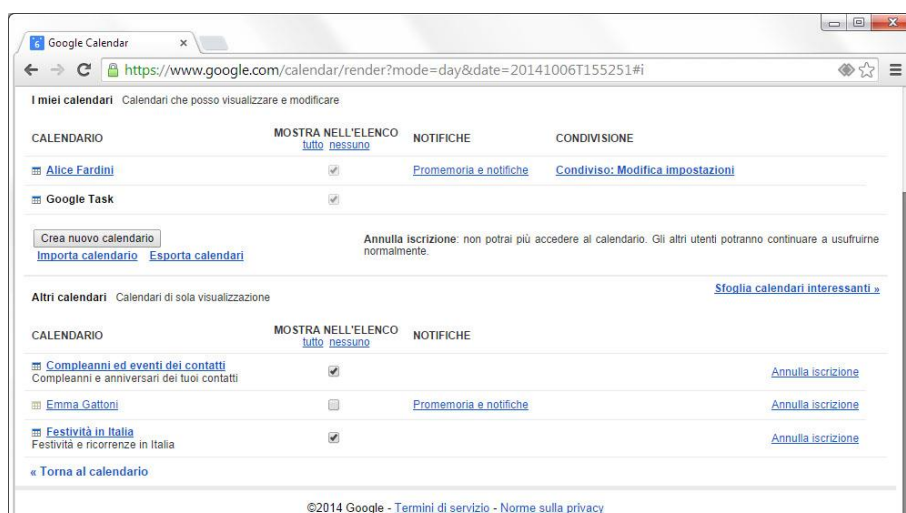 Google Calendar
https://www.google.com/calendar/render?mode=day&date=20141006T155251#i
I miei calendari Calendari che posso visualizzare e modificare
CALENDARIO MOSTRA NELL'ELENCO NOTIFICHE CONDIVISIONE
tutto nessuno
Alice Fardini Promemoria e notifiche Condiviso: Modifica impostazioni
Google Task
Crea nuovo calendario
Importa calendario Esporta calendari
Annulla iscrizione: non potrai più accedere al calendario. Gli altri utenti potranno continuare a usufruirne
normalmente.
Altri calendari Calendari di sola visualizzazione
Sfoglia calendari interessanti »
CALENDARIO MOSTRA NELL'ELENCO NOTIFICHE
tutto nessuno
Compleanni ed eventi dei contatti Annulla iscrizione
Compleanni e anniversari dei tuoi contatti
Emma Gattoni Promemoria e notifiche Annulla iscrizione
Festività in Italia Annulla iscrizione
Festività e ricorrenze in Italia
« Torna al calendario
©2014 Google - Termini di servizio - Norme sulla privacy